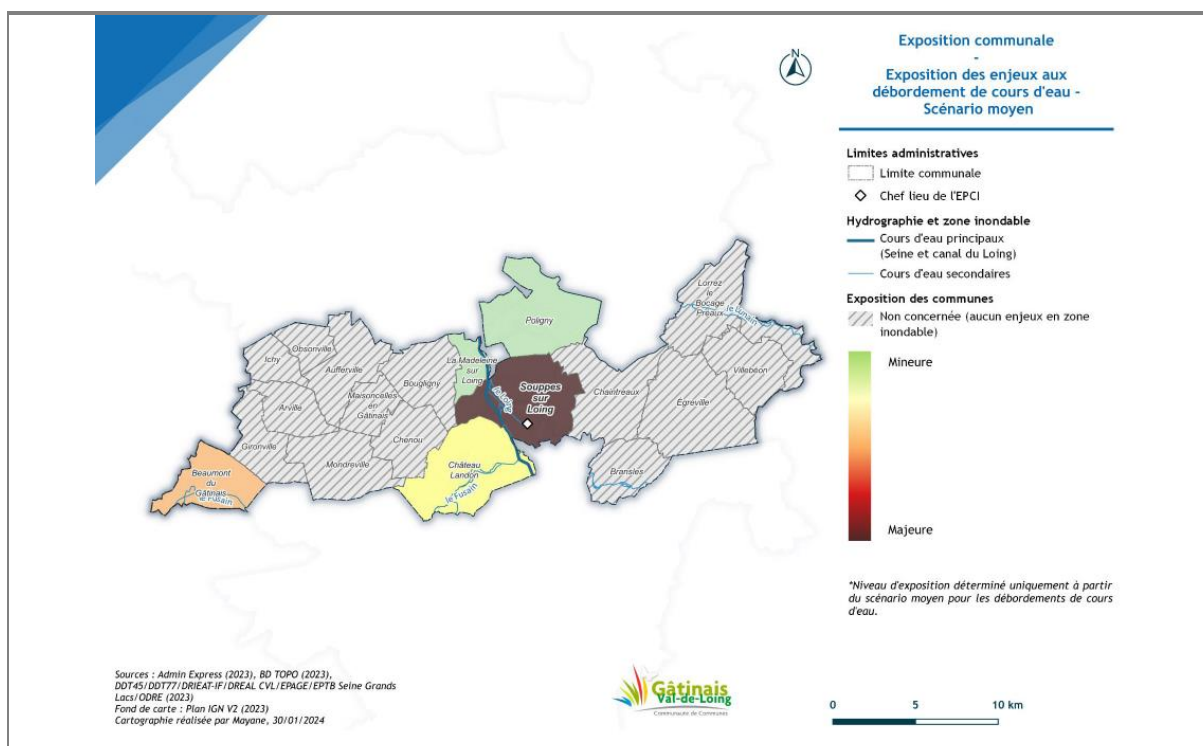 Exposition communale
-
Exposition des enjeux aux
débordement de cours d'eau -
Scénario moyen
N
Limites administratives
Limite communale
Chef lieu de l'EPCI
Hydrographie et zone inondable
Cours d'eau principaux
(Seine et canal du Loing)
Cours d'eau secondaires
Exposition des communes
Non concernée (aucun enjeux en zone
inondable)
Mineure
Majeure
*Niveau d'exposition déterminé uniquement à partir
du scénario moyen pour les débordements de cours
d'eau.
Lorrez
le
Bocage
Préaux
le Lunain
Poligny
Ichy
Obsonville
Aufferville
La Madeleine
sur
Loing
Bougligny
Maisoncelles
en
Gâtinais
Arville
Souppes
sur
Loing
le Loing
Chaintreaux
Villebéon
Égreville
Gironville
Chenou
Mondreville
Château
Landon
le Fusain
Bransles
Beaumont
du
Gâtinais
le Fusain
Sources : Admin Express (2023), BD TOPO (2023),
DDT45/DDT77/DRIEAT-IF/DREAL CVL/EPAGE/EPTB Seine Grands
Lacs/ODRE (2023)
Fond de carte : Plan IGN V2 (2023)
Cartographie réalisée par Mayane, 30/01/2024
Gâtinais
Val-de-Loing
Communauté de Communes
0 5 10 km